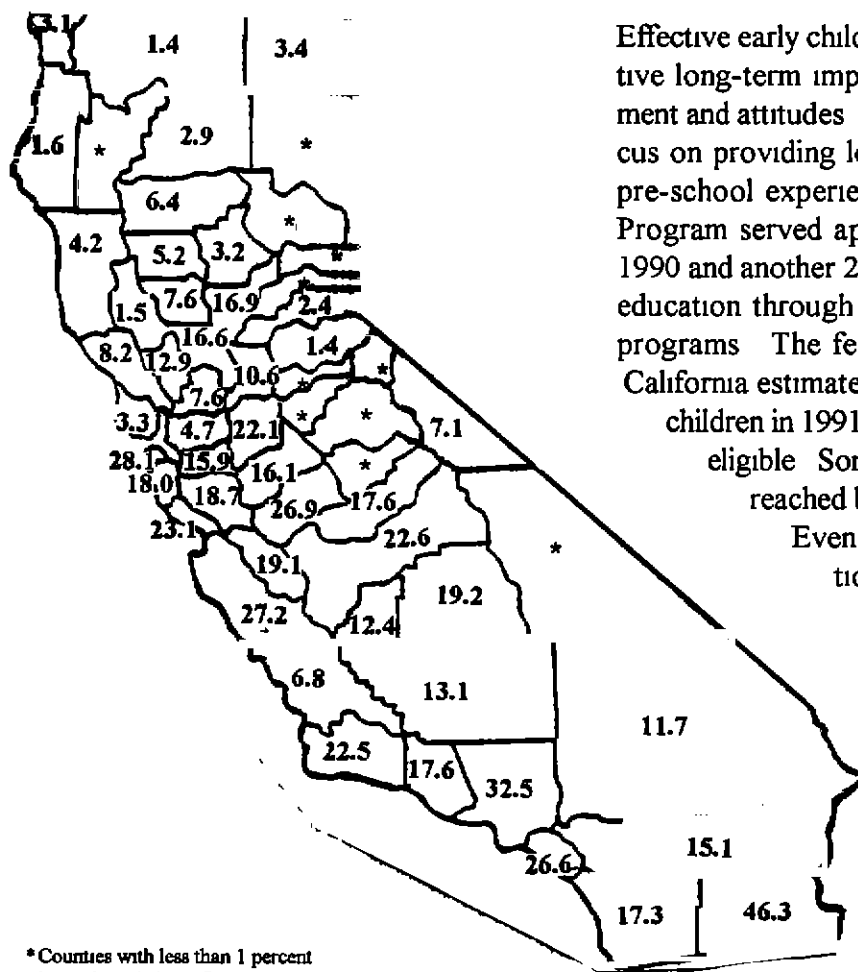 3.1
1.4 3.4
1.6 * 2.9 *
6.4 *
4.2 5.2 3.2 *
1.5 7.6 16.9 *
2.4
8.2 12.9 16.6 1.4
7.6 10.6 * *
3.3 4.7 22.1 * * 7.1
28.1 15.9 16.1 *
18.0 18.7 26.9 17.6
23.1 22.6
19.1 *
27.2 12.4 19.2
6.8 13.1
11.7
22.5 17.6 32.5
26.6 15.1
17.3 46.3
* Counties with less than 1 percent
Effective early child
tive long-term imp
ment and attitudes
cus on providing lo
pre-school experie
Program served ap
1990 and another 2
education through
programs The fe
California estimate
children in 1991
eligible Son
reached b
Even
tio